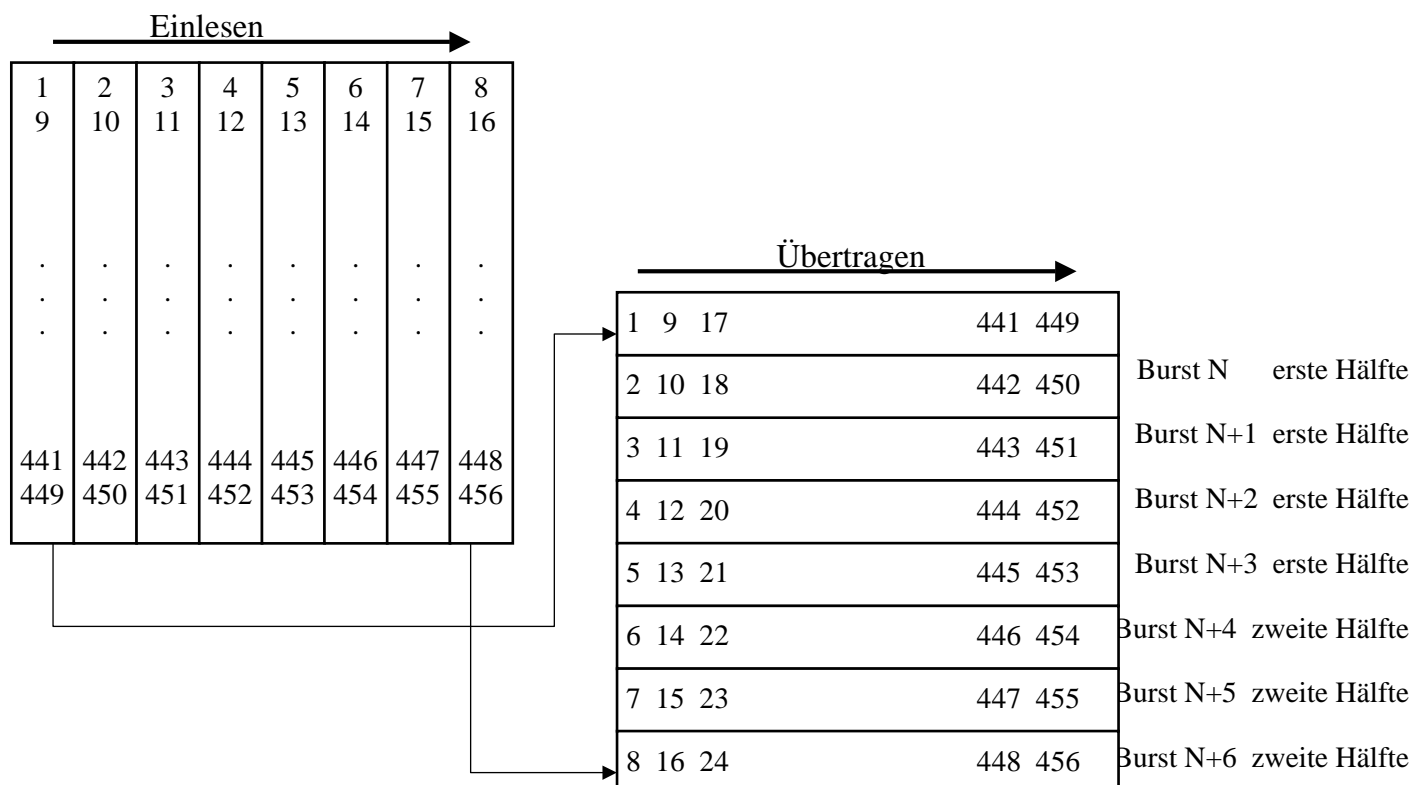 Einlesen
1 2 3 4 5 6 7 8
9 10 11 12 13 14 15 16
. . . . . . . .
. . . . . . . .
. . . . . . . .
441 442 443 444 445 446 447 448
449 450 451 452 453 454 455 456
Übertragen
1 9 17 441 449
2 10 18 442 450
3 11 19 443 451
4 12 20 444 452
5 13 21 445 453
6 14 22 446 454
7 15 23 447 455
8 16 24 448 456
Burst N erste Hälfte
Burst N+1 erste Hälfte
Burst N+2 erste Hälfte
Burst N+3 erste Hälfte
Burst N+4 zweite Hälfte
Burst N+5 zweite Hälfte
Burst N+6 zweite Hälfte